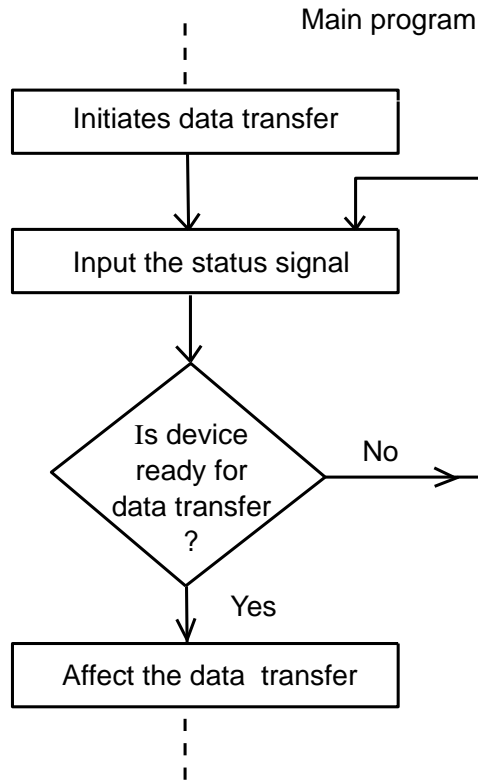 Main program
Initiates data transfer
Input the status signal
Is device
ready for
data transfer
?
No
Yes
Affect the data transfer